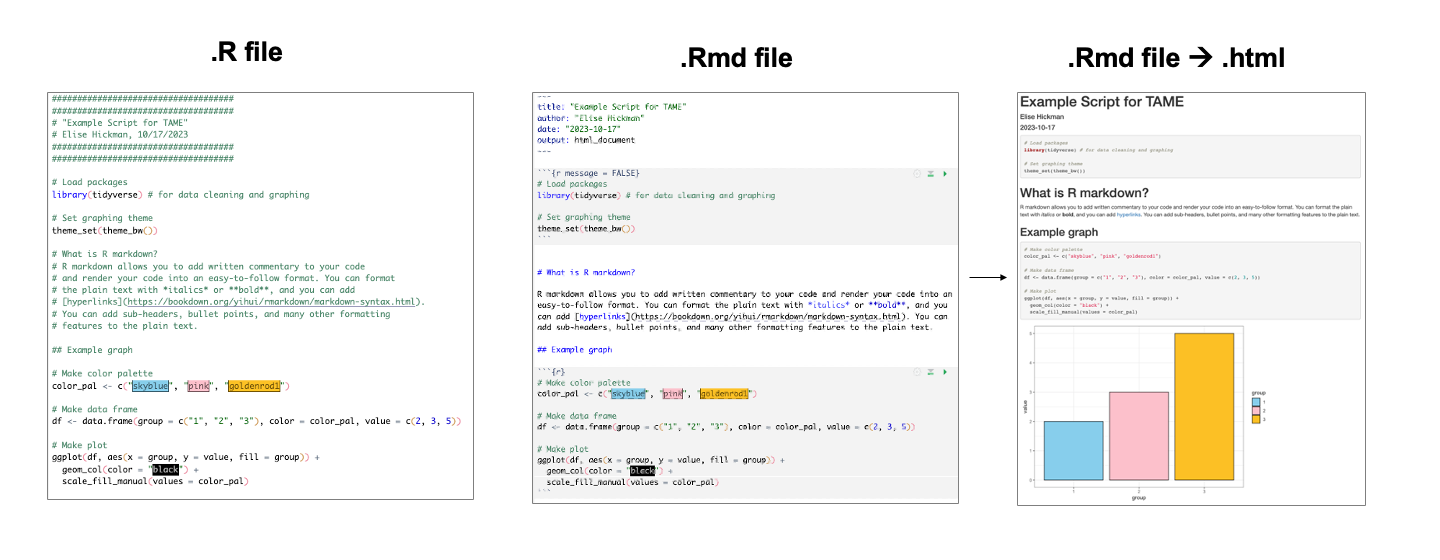 .R file
.Rmd file
.Rmd file → .html
###################################
###################################
# "Example Script for TAME"
# Elise Hickman, 10/17/2023
###################################
###################################
# Load packages
library(tidyverse) # for data cleaning and graphing
# Set graphing theme
theme_set(theme_bw())
# What is R markdown?
# R markdown allows you to add written commentary to your code
# and render your code into an easy-to-follow format. You can format
# the plain text with *italics* or **bold**, and you can add
# [hyperlinks](https://bookdown.org/yihui/rmarkdown/markdown-syntax.html).
# You can add sub-headers, bullet points, and many other formatting
# features to the plain text.
## Example graph
# Make color palette
color_pal <- c("skyblue", "pink", "goldenrod1")
# Make data frame
df <- data.frame(group = c("1", "2", "3"), color = color_pal, value = c(2, 3, 5))
# Make plot
ggplot(df, aes(x = group, y = value, fill = group)) +
geom_col(color = "black") +
scale_fill_manual(values = color_pal)
---
title: "Example Script for TAME"
author: "Elise Hickman"
date: "2023-10-17"
output: html_document
---
```{r message = FALSE}
# Load packages
library(tidyverse) # for data cleaning and graphing
# Set graphing theme
theme_set(theme_bw())
```
# What is R markdown?
R markdown allows you to add written commentary to your code and render your code into an
easy-to-follow format. You can format the plain text with *italics* or **bold**, and you
can add [hyperlinks](https://bookdown.org/yihui/rmarkdown/markdown-syntax.html). You can
add sub-headers, bullet points, and many other formatting features to the plain text.
## Example graph
```{r}
# Make color palette
color_pal <- c("skyblue", "pink", "goldenrod1")
# Make data frame
df <- data.frame(group = c("1", "2", "3"), color = color_pal, value = c(2, 3, 5))
# Make plot
ggplot(df, aes(x = group, y = value, fill = group)) +
geom_col(color = "black") +
scale_fill_manual(values = color_pal)
```
Example Script for TAME
Elise Hickman
2023-10-17
# Load packages
library(tidyverse) # for data cleaning and graphing
# Set graphing theme
theme_set(theme_bw())
What is R markdown?
R markdown allows you to add written commentary to your code and render your code into an easy-to-follow format. You can format the plain
text with italics or bold, and you can add hyperlinks. You can add sub-headers, bullet points, and many other formatting features to the plain text.
Example graph
# Make color palette
color_pal <- c("skyblue", "pink", "goldenrod1")
# Make data frame
df <- data.frame(group = c("1", "2", "3"), color = color_pal, value = c(2, 3, 5))
# Make plot
ggplot(df, aes(x = group, y = value, fill = group)) +
geom_col(color = "black") +
scale_fill_manual(values = color_pal)
5
4
3
2
1
0
value
1 2 3
group
group
1
2
3